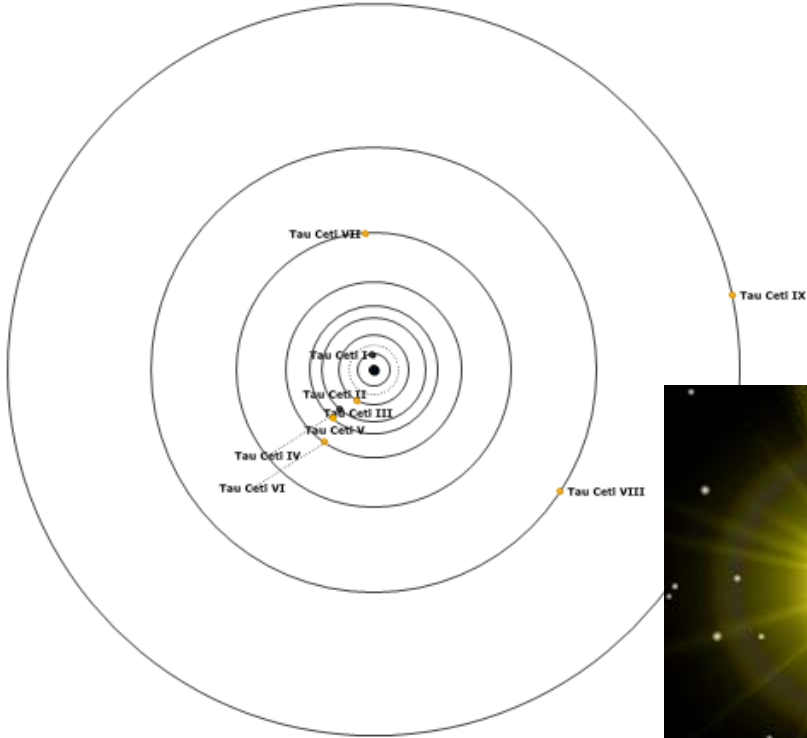 Tau Ceti VII
Tau Ceti IX
Tau Ceti I
Tau Ceti II
Tau Ceti III
Tau Ceti V
Tau Ceti IV
Tau Ceti VI
Tau Ceti VIII